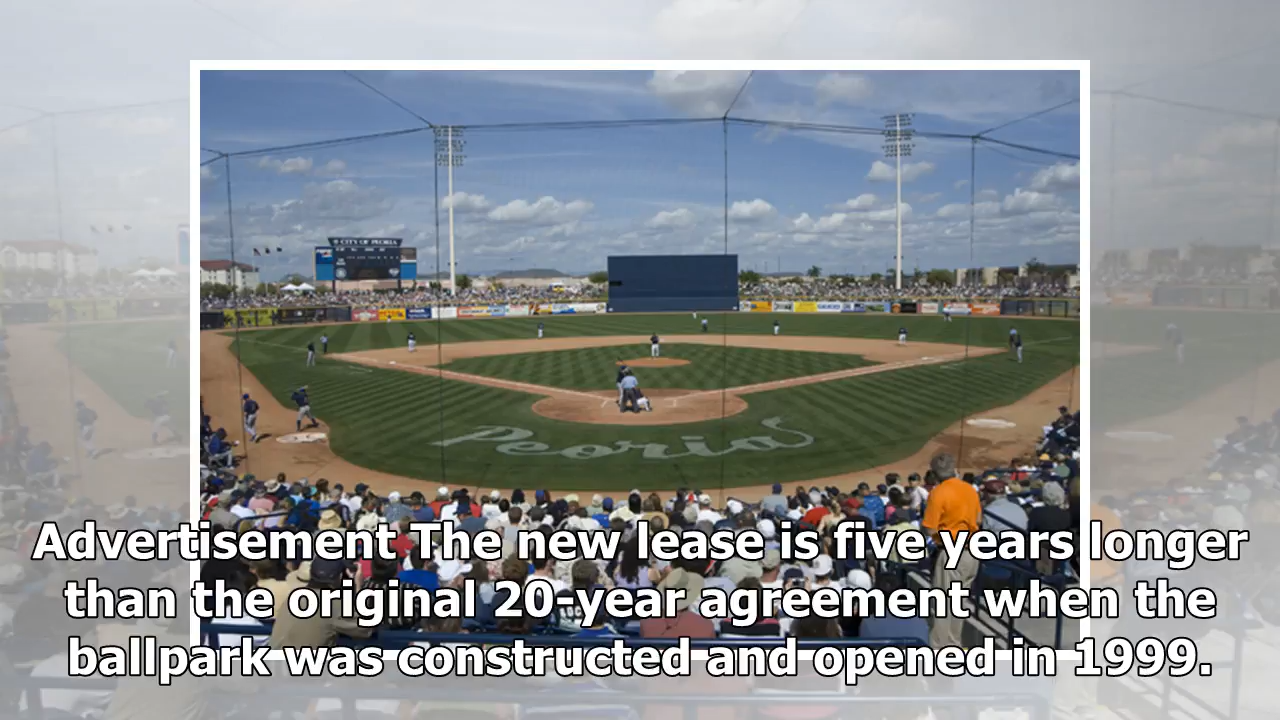 CITY OF PEORIA
Peoria
Advertisement The new lease is five years longer
than the original 20-year agreement when the
ballpark was constructed and opened in 1999.